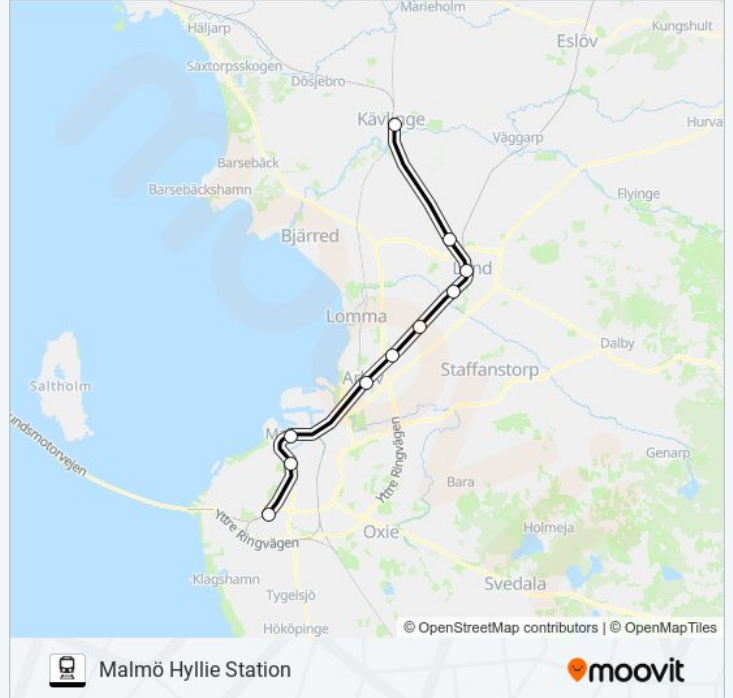 Marieholm
Häljarp
Kungshult
Eslöv
Saxtorpsskogen
Dösjebro
Kävlinge
Hurva
Väggarp
Barsebäck
Barsebäckshamn
Flyinge
Bjärred
Lund
Lomma
Dalby
Staffanstorp
Arlöv
Saltholm
undsmotorvejen
Ma
Yttre Ringvägen
Genarp
Bara
Yttre Ringvägen
Oxie
Holmeja
Klagshamn
Svedala
Tygelsjö
Hököpinge
© OpenStreetMap contributors | © OpenMapTiles
Malmö Hyllie Station
moovit